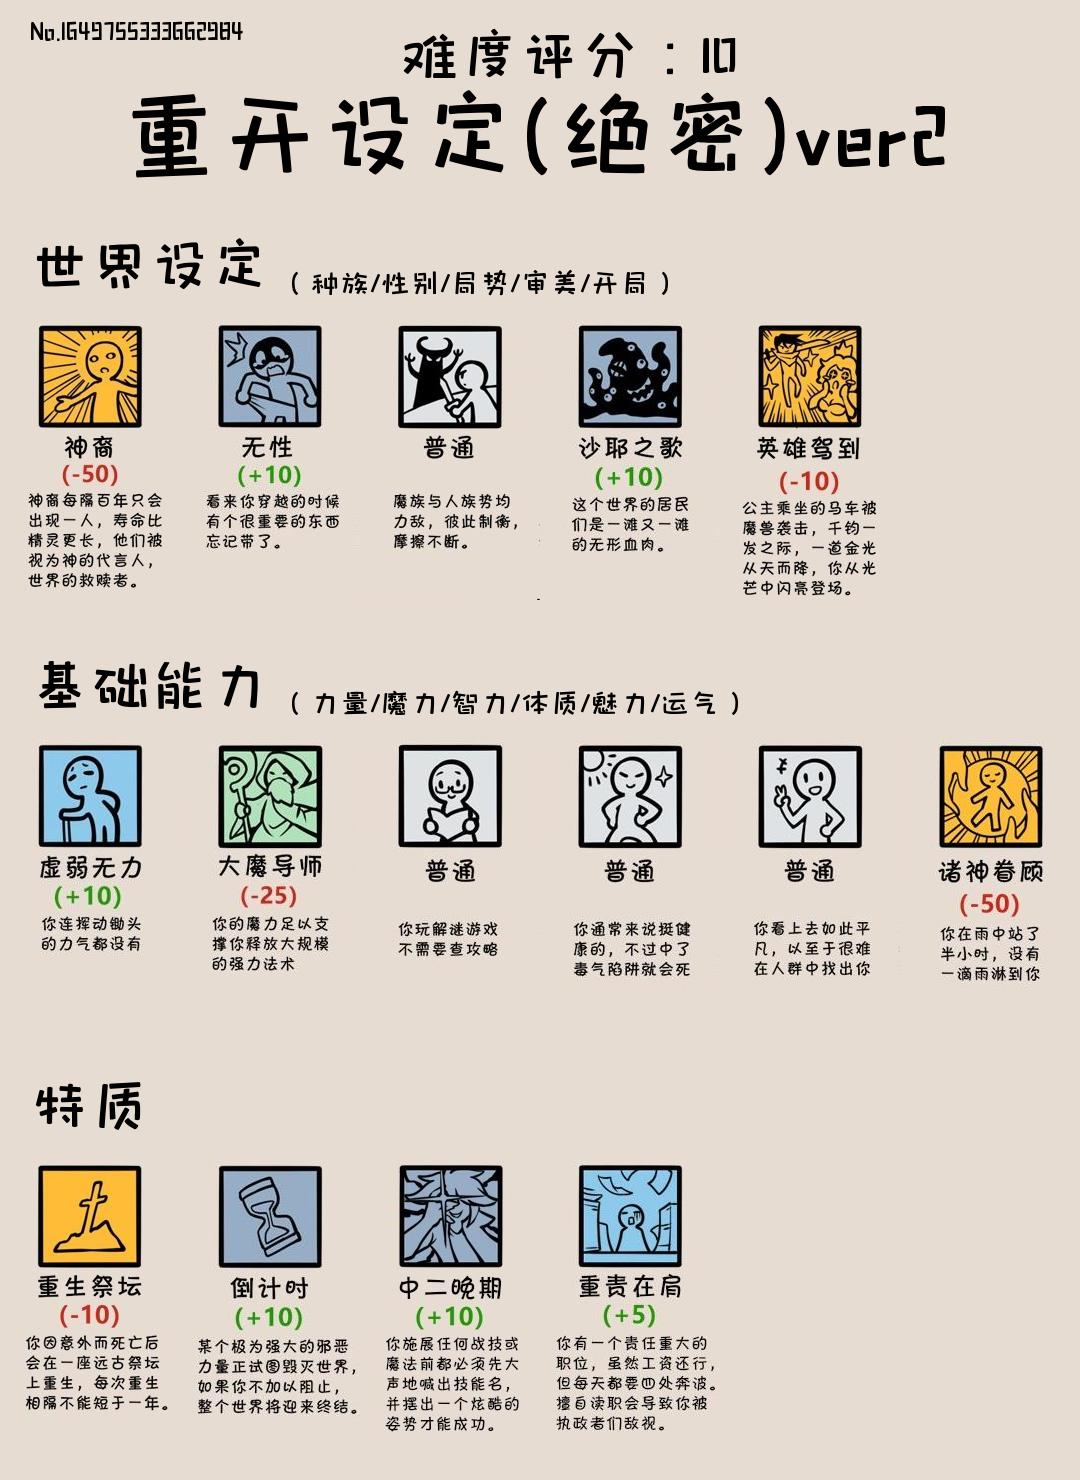 No.1649755333662984
难度评分：10
重开设定(绝密)ver2
世界设定（种族/性别/局势/审美/开局）
神裔
(-50)
神裔每隔百年只会
出现一人，寿命比
精灵更长，他们被
视为神的代言人，
世界的救赎者。
无性
(+10)
看来你穿越的时候
有个很重要的东西
忘记带了。
普通
魔族与人族势均
力敌，彼此制衡，
摩擦不断。
沙耶之歌
(+10)
这个世界的居民
们是一滩又一滩
的无形血肉。
英雄驾到
(-10)
公主乘坐的马车被
魔兽袭击，千钧一
发之际，一道金光
从天而降，你从光
芒中闪亮登场。
基础能力（力量/魔力/智力/体质/魅力/运气）
虚弱无力
(+10)
你连挥动锄头
的力气都没有
大魔导师
(-25)
你的魔力足以支
撑你释放大规模
的强力法术
普通
你玩解谜游戏
不需要查攻略
普通
你通常来说挺健
康的，不过中了
毒气陷阱就会死
普通
你看上去如此平
凡，以至于很难
在人群中找出你
诸神眷顾
(-50)
你在雨中站了
半小时，没有
一滴雨淋到你
特质
重生祭坛
(-10)
你因意外而死亡后
会在一座远古祭坛
上重生，每次重生
相隔不能短于一年。
倒计时
(+10)
某个极为强大的邪恶
力量正试图毁灭世界，
如果你不加以阻止，
整个世界将迎来终结。
中二晚期
(+10)
你施展任何战技或
魔法前都必须先大
声地喊出技能名，
并摆出一个炫酷的
姿势才能成功。
重责在肩
(+5)
你有一个责任重大的
职位，虽然工资还行，
但每天都要四处奔波。
擅自渎职会导致你被
执政者们敌视。